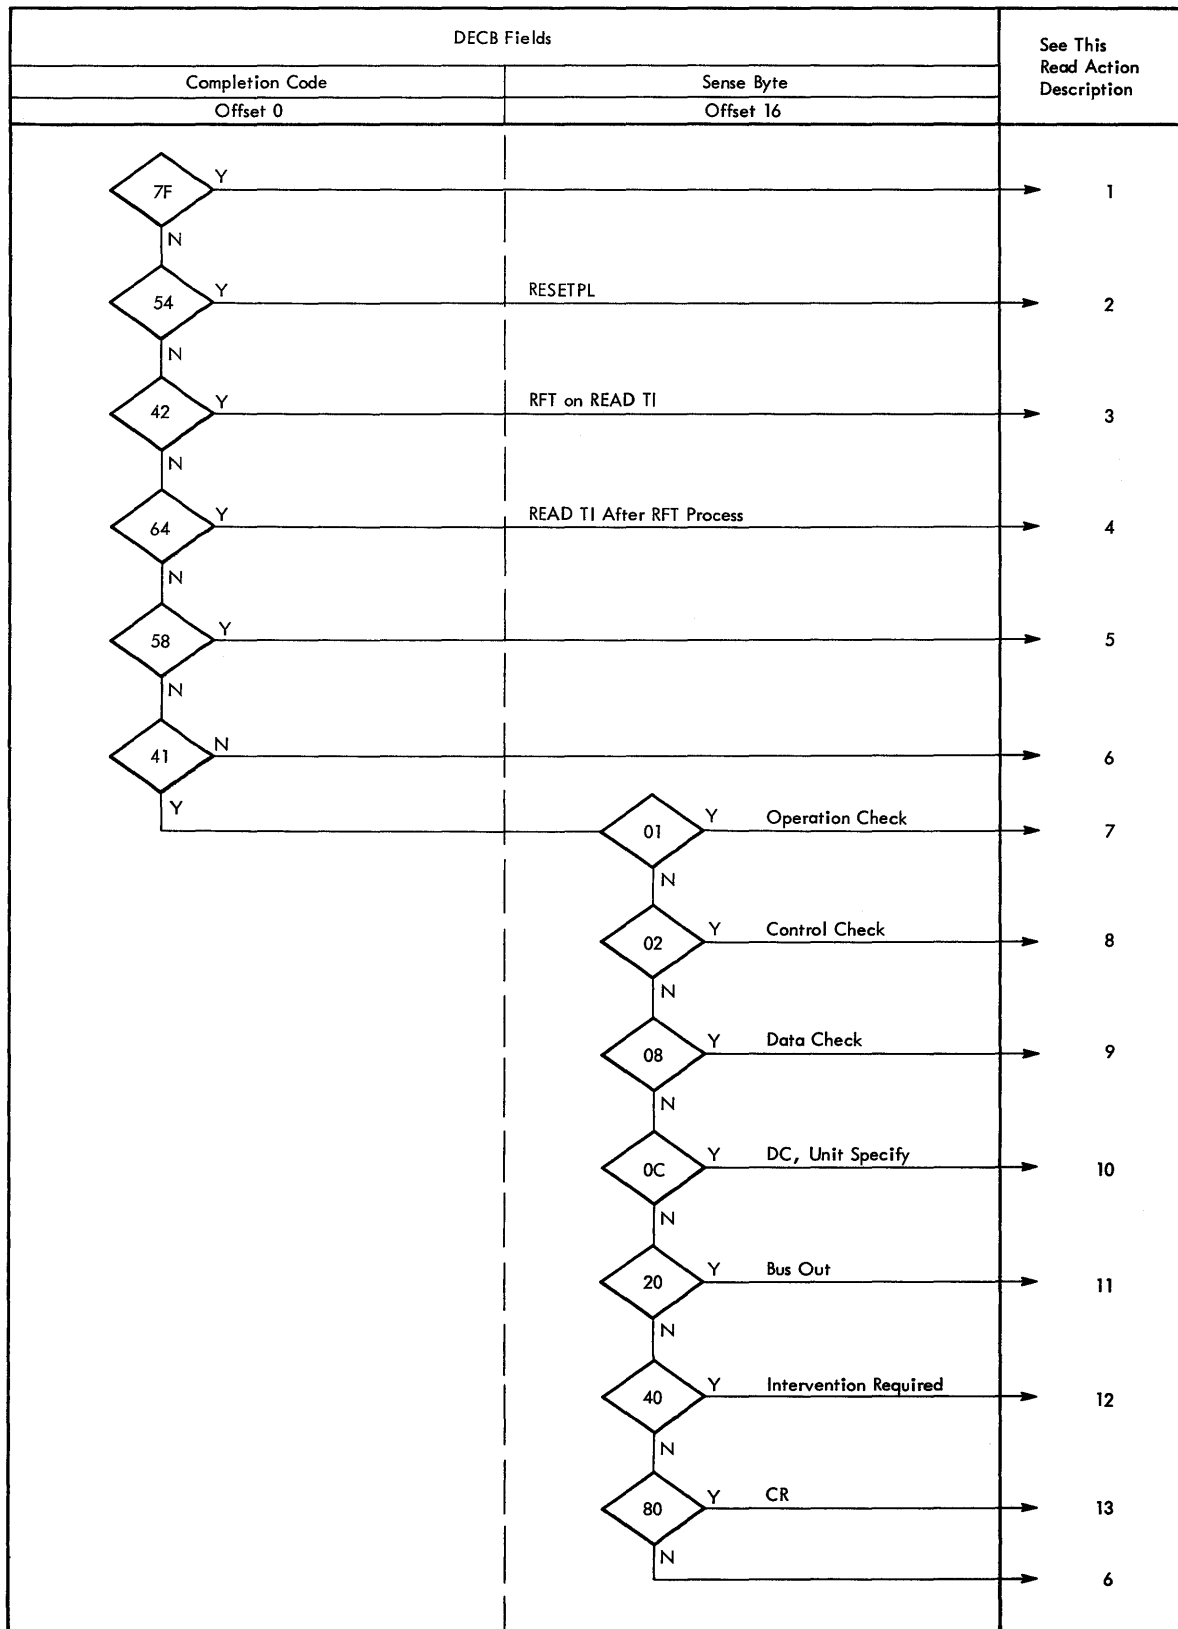 DECB Fields
See This
Read Action
Description
Completion Code
Sense Byte
Offset 0
Offset 16
7F
Y
1
N
54
Y
RESETPL
2
N
42
Y
RFT on READ TI
3
N
64
Y
READ TI After RFT Process
4
N
58
Y
5
N
41
N
6
Y
01
Y
Operation Check
7
N
02
Y
Control Check
8
N
08
Y
Data Check
9
N
0C
Y
DC, Unit Specify
10
N
20
Y
Bus Out
11
N
40
Y
Intervention Required
12
N
80
Y
CR
13
N
6